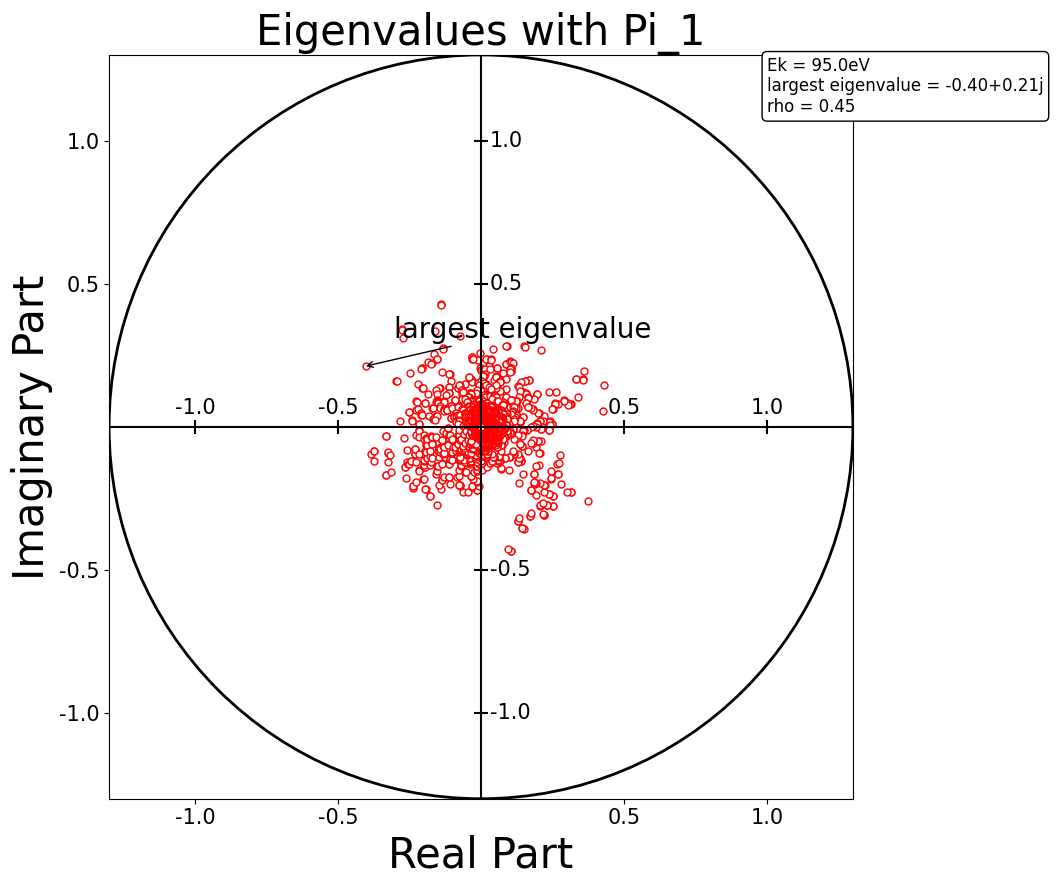 Eigenvalues with Pi_1
Ek = 95.0eV
largest eigenvalue = -0.40+0.21j
rho = 0.45
1.0
1.0
0.5
0.5
largest eigenvalue
-1.0
-0.5
0.5
1.0
Imaginary Part
-0.5
-0.5
-1.0
-1.0
-1.0
-0.5
0.5
1.0
Real Part